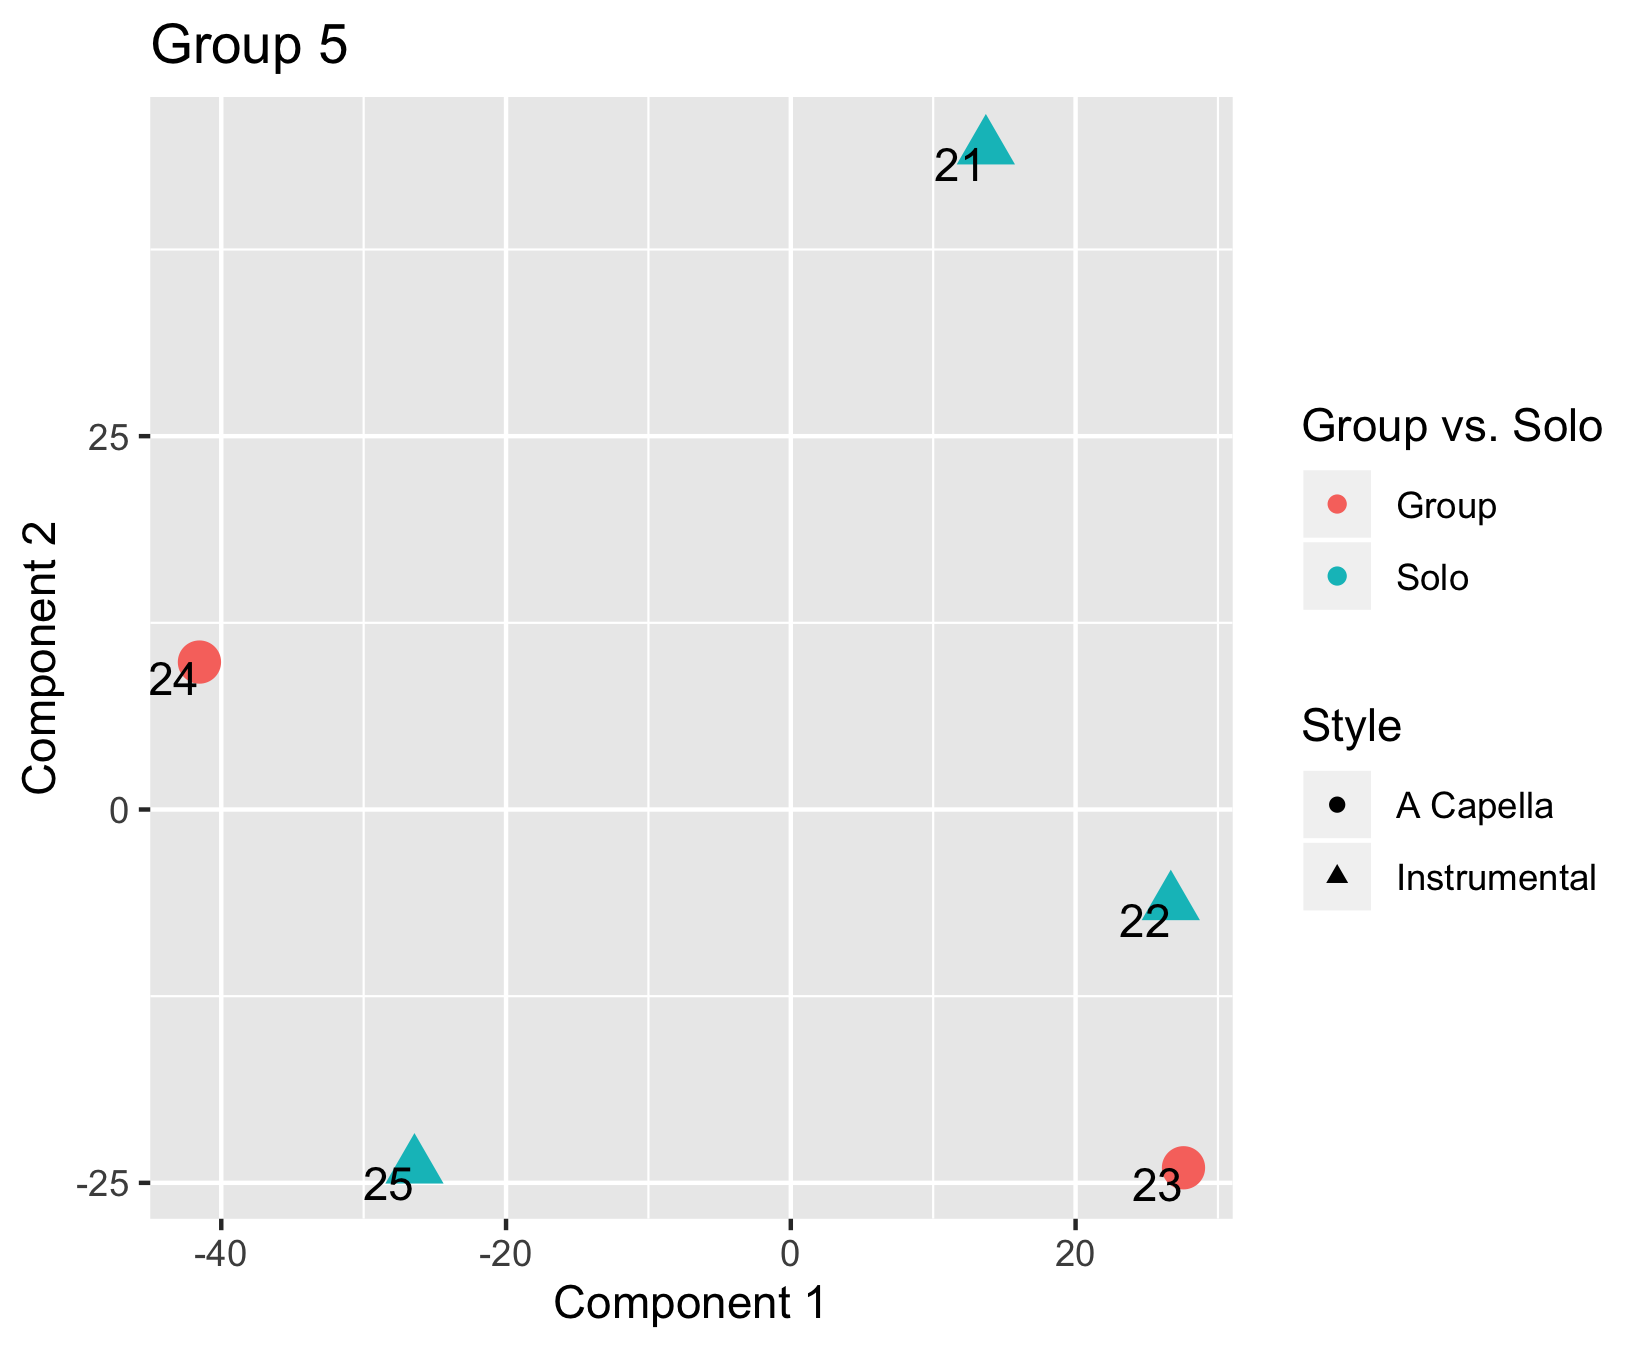 Group 5
21
25
Group vs. Solo
Group
Solo
Component 2
24
Style
0
A Capella
22
Instrumental
25
23
-25
-40
-20
0
20
Component 1